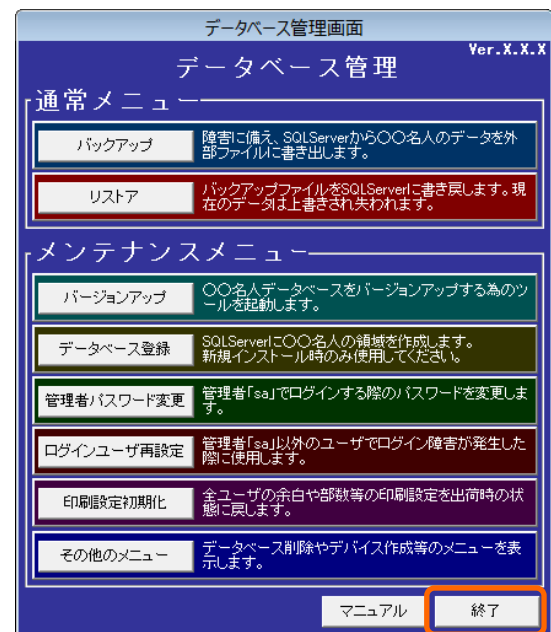 データベース管理画面
Ver.X.X.X
データベース管理
通常メニュー
バックアップ
障害に備え、SQLServerから〇〇名人のデータを外
部ファイルに書き出します。
リストア
バックアップファイルをSQLServerに書き戻します。現
在のデータは上書きされ失われます。
メンテナンスメニュー
バージョンアップ
〇〇名人データベースをバージョンアップする為のツ
ールを起動します。
データベース登録
SQLServerに〇〇名人の領域を作成します。
新規インストール時のみ使用してください。
管理者パスワード変更
管理者「sa」でログインする際のパスワードを変更しま
す。
ログインユーザ再設定
管理者「sa」以外のユーザでログイン障害が発生した
際に使用します。
印刷設定初期化
全ユーザの余白や部数等の印刷設定を出荷時の状
態に戻します。
その他のメニュー
データベース削除やデバイス作成等のメニューを表
示します。
マニュアル
終了